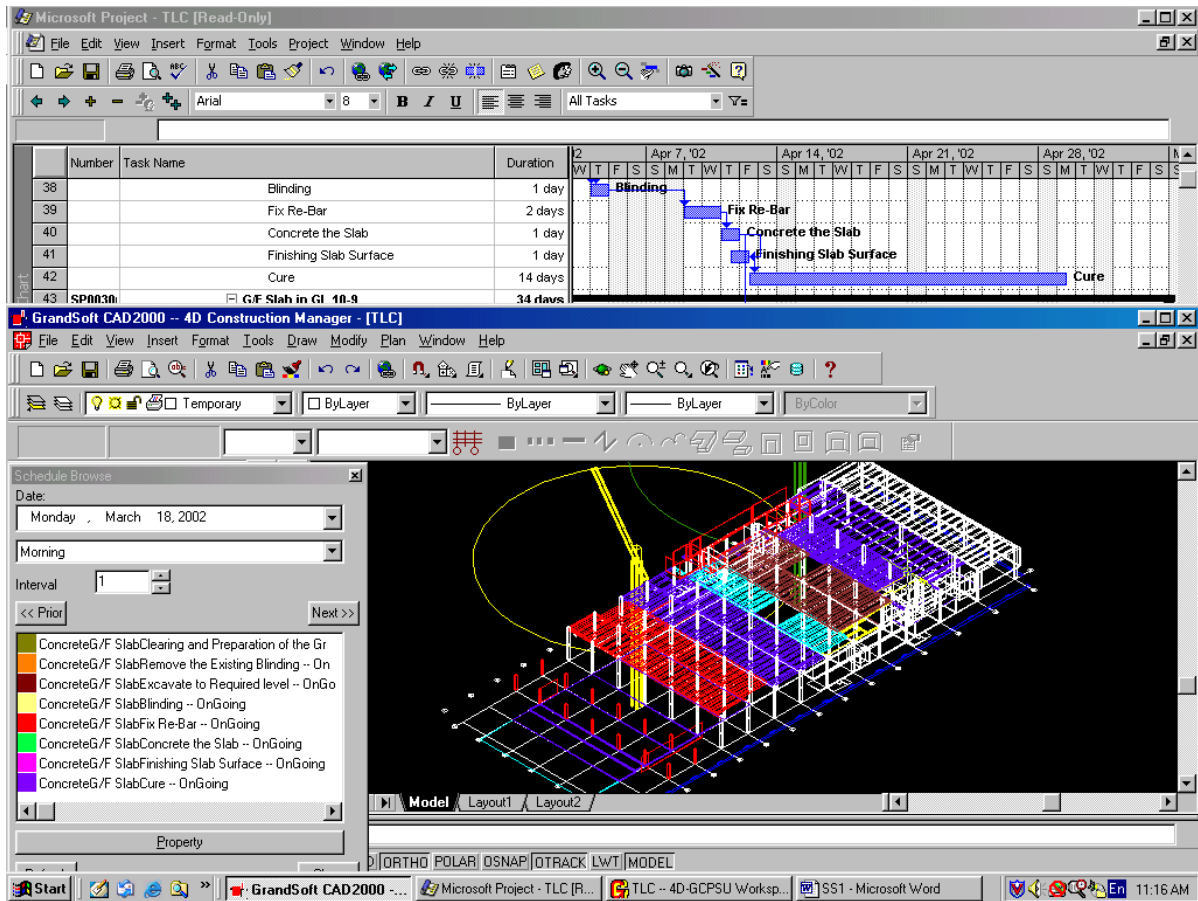 Microsoft Project - TLC [Read-Only]
File Edit View Insert Format Tools Project Window Help
Arial 8 B I U All Tasks
Number Task Name Duration
Apr 7, '02 Apr 14, '02 Apr 21, '02 Apr 28, '02
W T F S S M T W T F S S M T W T F S S M T W T F S S M T W T F S
38 Blinding 1 day Blinding
39 Fix Re-Bar 2 days Fix Re-Bar
40 Concrete the Slab 1 day Concrete the Slab
41 Finishing Slab Surface 1 day Finishing Slab Surface
42 Cure 14 days Cure
43 G/F Slab in GL 10-9 34 days
GrandSoft CAD2000 -- 4D Construction Manager - [TLC]
File Edit View Insert Format Tools Draw Modify Plan Window Help
Temporary ByLayer ByLayer ByLayer ByColor
Schedule Browse
Date:
Monday , March 18, 2002
Morning
Interval 1
<< Prior Next >>
ConcreteG/F SlabClearing and Preparation of the Gr
ConcreteG/F SlabRemove the Existing Blinding -- On
ConcreteG/F SlabExcavate to Required level -- OnGo
ConcreteG/F SlabBlinding -- OnGoing
ConcreteG/F SlabFix Re-Bar -- OnGoing
ConcreteG/F SlabConcrete the Slab -- OnGoing
ConcreteG/F SlabFinishing Slab Surface -- OnGoing
ConcreteG/F SlabCure -- OnGoing
Property
Model Layout1 Layout2
ORTHO POLAR OSNAP OTRACK LWT MODEL
Start GrandSoft CAD2000 -... Microsoft Project - TLC [R... TLC -- 4D-GCPSU Worksp... SS1 - Microsoft Word En 11:16 AM